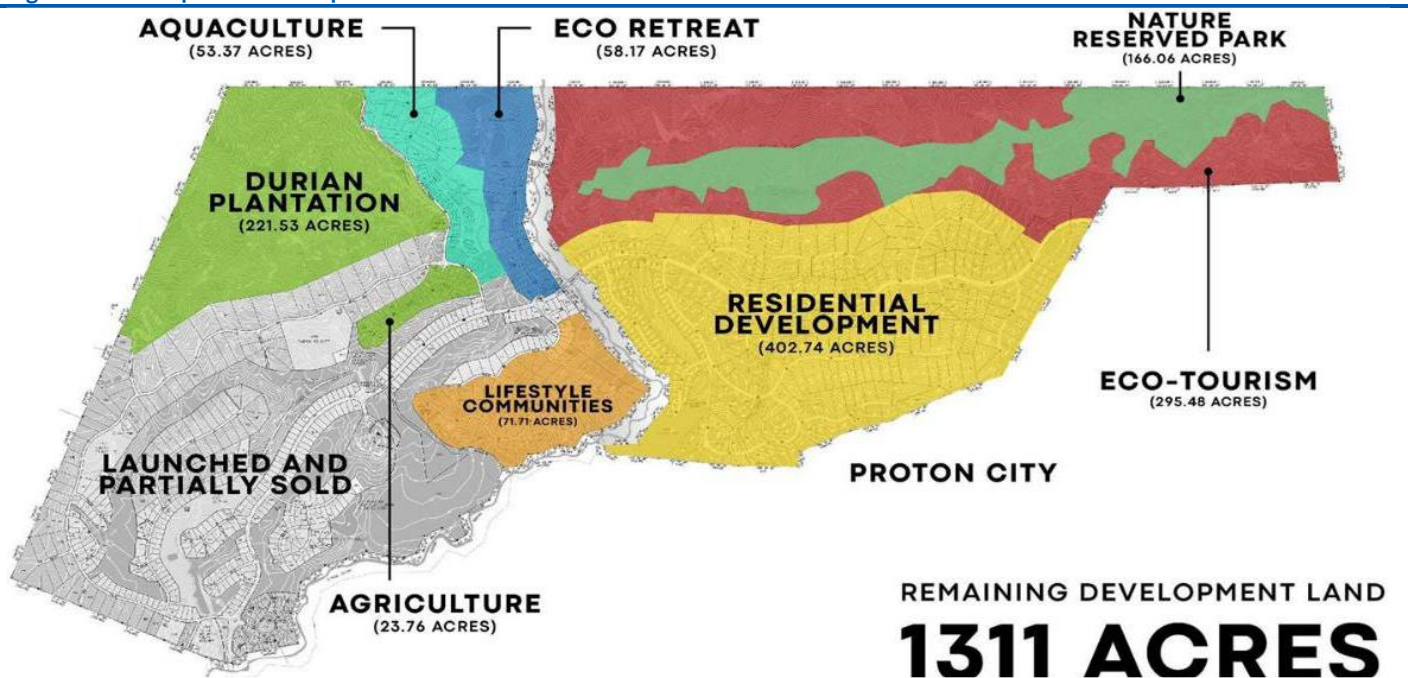 AQUACULTURE
(53.37 ACRES)
ECO RETREAT
(58.17 ACRES)
NATURE
RESERVED PARK
(166.06 ACRES)
DURIAN
PLANTATION
(221.53 ACRES)
RESIDENTIAL
DEVELOPMENT
(402.74 ACRES)
LIFESTYLE
COMMUNITIES
(71.71 ACRES)
ECO-TOURISM
(295.48 ACRES)
LAUNCHED AND
PARTIALLY SOLD
PROTON CITY
AGRICULTURE
(23.76 ACRES)
REMAINING DEVELOPMENT LAND
1311 ACRES